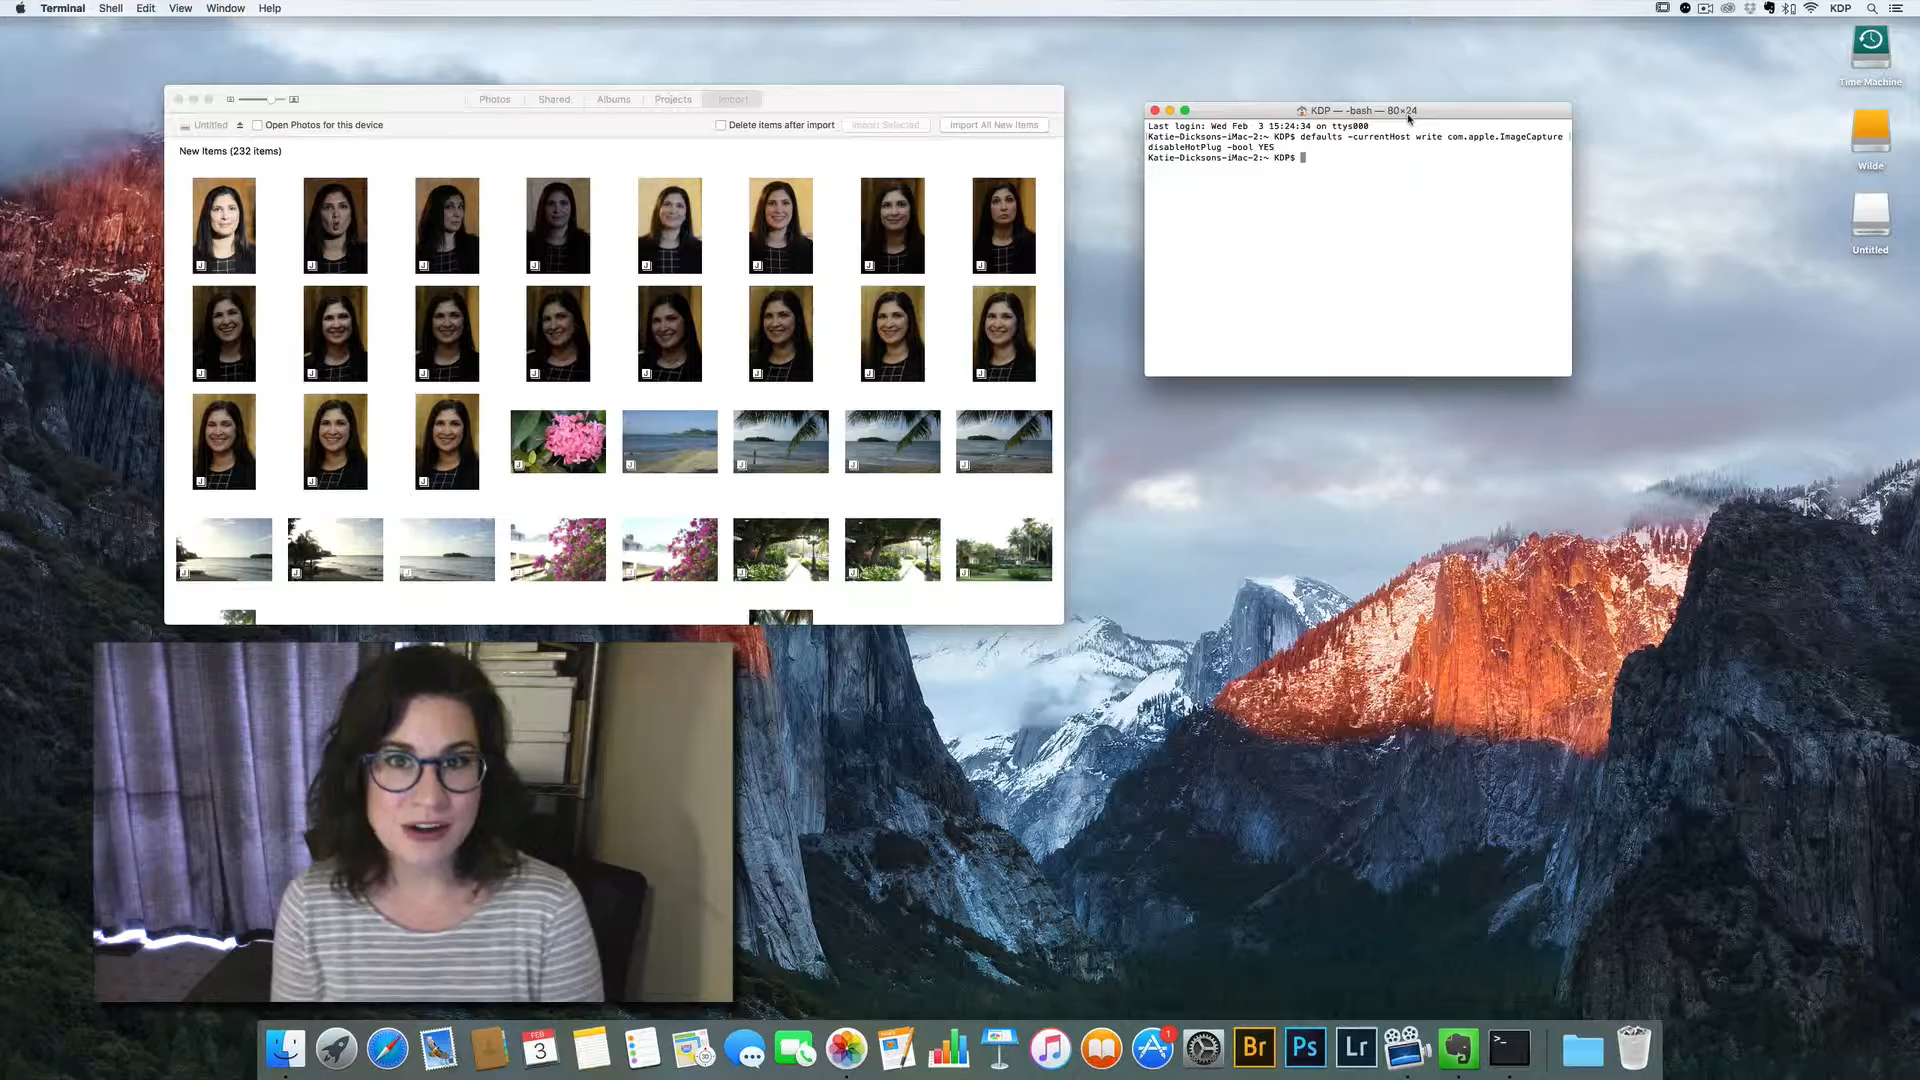 Terminal Shell Edit View Window Help
KDP
Photos Shared Albums Projects Import
Untitled Open Photos for this device Delete items after import Import Selected Import All New Items
New Items (232 items)
KDP — -bash — 80×24
Last login: Wed Feb  3 15:24:34 on ttys000
Katie-Dicksons-iMac-2:~ KDP$ defaults -currentHost write com.apple.ImageCapture
disableHotPlug -bool YES
Katie-Dicksons-iMac-2:~ KDP$
Time Machine
Wilde
Untitled
FEB
3
1
Br Ps Lr